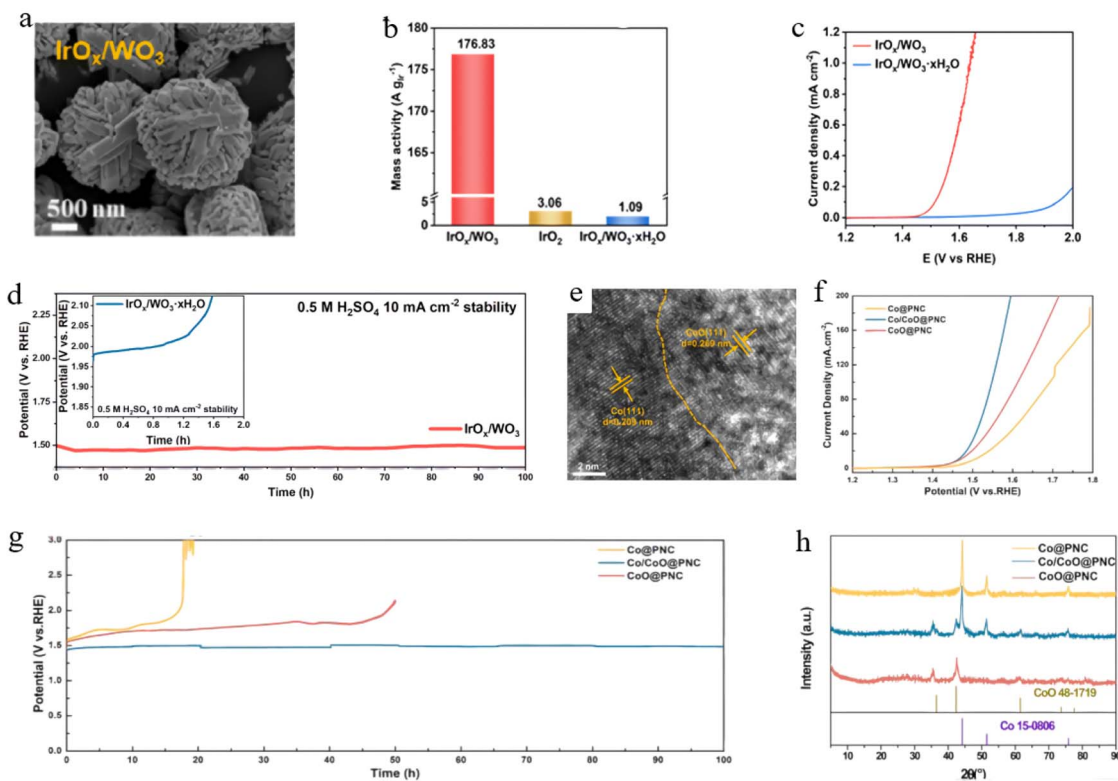 a
IrOₓ/WO₃
500 nm
b
Mass activity (A g_Ir⁻¹)
180
175
170
165
5
0
176.83
3.06
1.09
IrOₓ/WO₃
IrO₂
IrOₓ/WO₃·xH₂O
c
Current density (mA cm⁻²)
1.2
1.0
0.8
0.6
0.4
0.2
0.0
IrOₓ/WO₃
IrOₓ/WO₃·xH₂O
1.2
1.4
1.6
1.8
2.0
E (V vs RHE)
d
Potential (V vs. RHE)
2.25
2.00
1.75
1.50
0.5 M H₂SO₄ 10 mA cm⁻² stability
IrOₓ/WO₃·xH₂O
Potential (V vs. RHE)
2.10
2.05
2.00
1.95
1.90
1.85
0.5 M H₂SO₄ 10 mA cm⁻² stability
0.0 0.4 0.8 1.2 1.6 2.0
Time (h)
IrOₓ/WO₃
0 10 20 30 40 50 60 70 80 90 100
Time (h)
e
CoO(111)
d=0.269 nm
Co(111)
d=0.209 nm
2 nm
f
Current Density (mA.cm⁻²)
200
160
120
80
40
0
Co@PNC
Co/CoO@PNC
CoO@PNC
1.2 1.3 1.4 1.5 1.6 1.7 1.8
Potential (V vs.RHE)
g
Potential (V vs.RHE)
3.0
2.5
2.0
1.5
1.0
0.5
0.0
Co@PNC
Co/CoO@PNC
CoO@PNC
0 20 40 60 80 100
Time (h)
h
Intensity (a.u.)
Co@PNC
Co/CoO@PNC
CoO@PNC
CoO 48-1719
Co 15-0806
10 20 30 40 50 60 70 80 90
2θ(°)